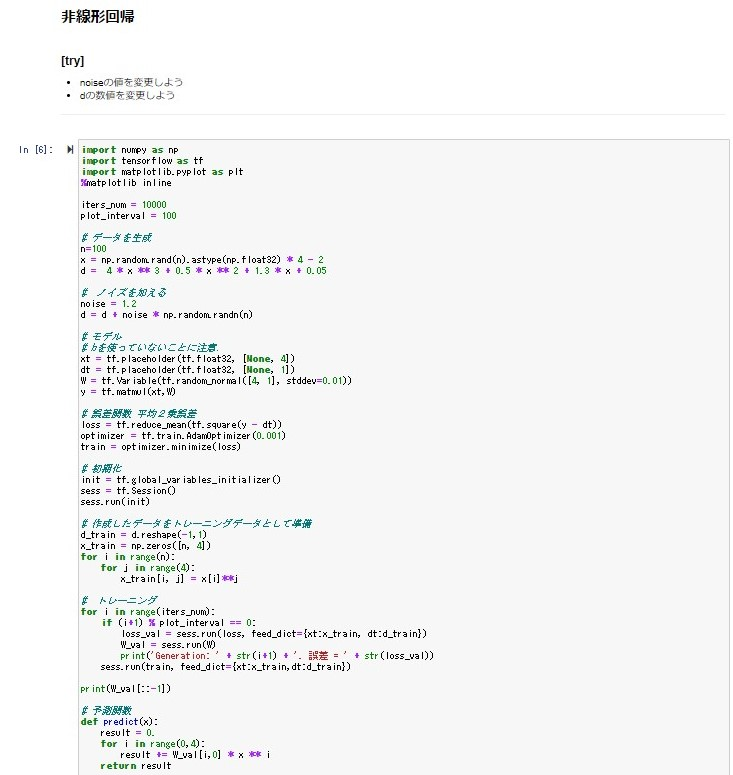 非線形回帰
[try]
• noiseの値を変更しよう
• dの数値を変更しよう
In [6]:
import numpy as np
import tensorflow as tf
import matplotlib.pyplot as plt
%matplotlib inline
iters_num = 10000
plot_interval = 100
# データを生成
n=100
x = np.random.rand(n).astype(np.float32) * 4 - 2
d =  4 * x ** 3 + 0.5 * x ** 2 + 1.3 * x + 0.05
#  ノイズを加える
noise = 1.2
d = d + noise * np.random.randn(n)
# モデル
# bを使っていないことに注意.
xt = tf.placeholder(tf.float32, [None, 4])
dt = tf.placeholder(tf.float32, [None, 1])
W = tf.Variable(tf.random_normal([4, 1], stddev=0.01))
y = tf.matmul(xt,W)
# 誤差関数 平均２乗誤差
loss = tf.reduce_mean(tf.square(y - dt))
optimizer = tf.train.AdamOptimizer(0.001)
train = optimizer.minimize(loss)
# 初期化
init = tf.global_variables_initializer()
sess = tf.Session()
sess.run(init)
# 作成したデータをトレーニングデータとして準備
d_train = d.reshape(-1,1)
x_train = np.zeros([n, 4])
for i in range(n):
    for j in range(4):
        x_train[i, j] = x[i]**j
#  トレーニング
for i in range(iters_num):
    if (i+1) % plot_interval == 0:
        loss_val = sess.run(loss, feed_dict={xt:x_train, dt:d_train})
        W_val = sess.run(W)
        print('Generation: ' + str(i+1) + '. 誤差 = ' + str(loss_val))
    sess.run(train, feed_dict={xt:x_train,dt:d_train})
print(W_val[::-1])
# 予測関数
def predict(x):
    result = 0.
    for i in range(0,4):
        result += W_val[i,0] * x ** i
    return result